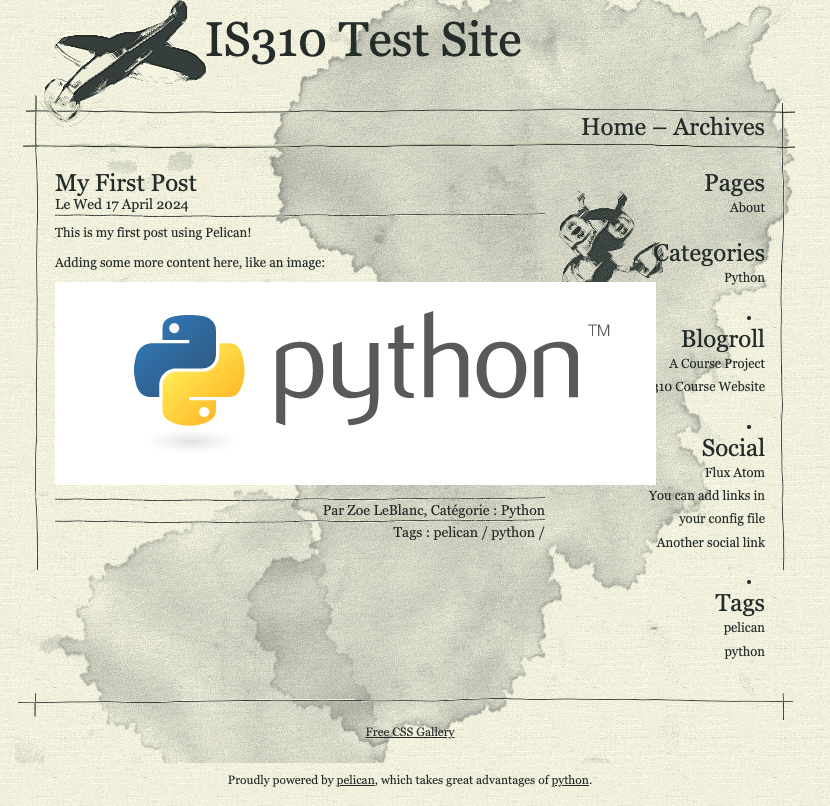 IS310 Test Site
Home – Archives
My First Post
Le Wed 17 April 2024
This is my first post using Pelican!
Adding some more content here, like an image:
python TM
Par Zoe LeBlanc, Catégorie : Python
Tags : pelican / python /
Pages
About
Categories
Python
Blogroll
A Course Project
310 Course Website
Social
Flux Atom
You can add links in
your config file
Another social link
Tags
pelican
python
Free CSS Gallery
Proudly powered by pelican, which takes great advantages of python.